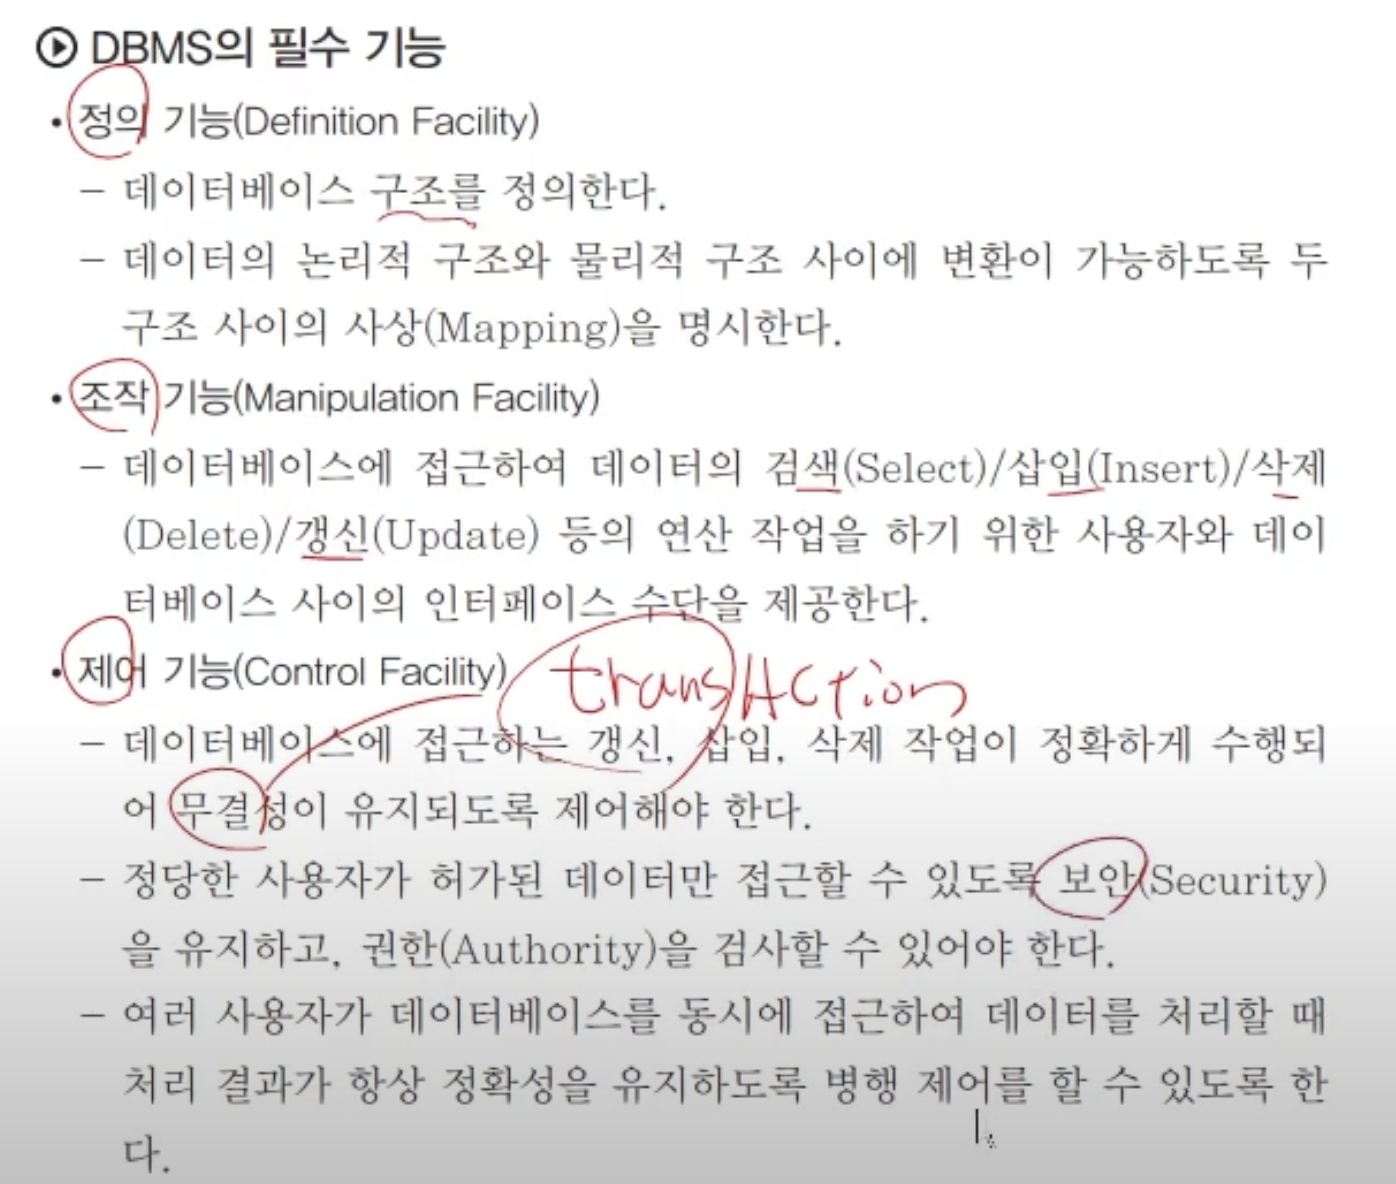 DBMS의 필수 기능
• 정의 기능(Definition Facility)
– 데이터베이스 구조를 정의한다.
– 데이터의 논리적 구조와 물리적 구조 사이에 변환이 가능하도록 두
구조 사이의 사상(Mapping)을 명시한다.
• 조작 기능(Manipulation Facility)
– 데이터베이스에 접근하여 데이터의 검색(Select)/삽입(Insert)/삭제
(Delete)/갱신(Update) 등의 연산 작업을 하기 위한 사용자와 데이
터베이스 사이의 인터페이스 수단을 제공한다.
• 제어 기능(Control Facility)
transACtion
– 데이터베이스에 접근하는 갱신, 삽입, 삭제 작업이 정확하게 수행되
어 무결성이 유지되도록 제어해야 한다.
– 정당한 사용자가 허가된 데이터만 접근할 수 있도록 보안(Security)
을 유지하고, 권한(Authority)을 검사할 수 있어야 한다.
– 여러 사용자가 데이터베이스를 동시에 접근하여 데이터를 처리할 때
처리 결과가 항상 정확성을 유지하도록 병행 제어를 할 수 있도록 한
다.